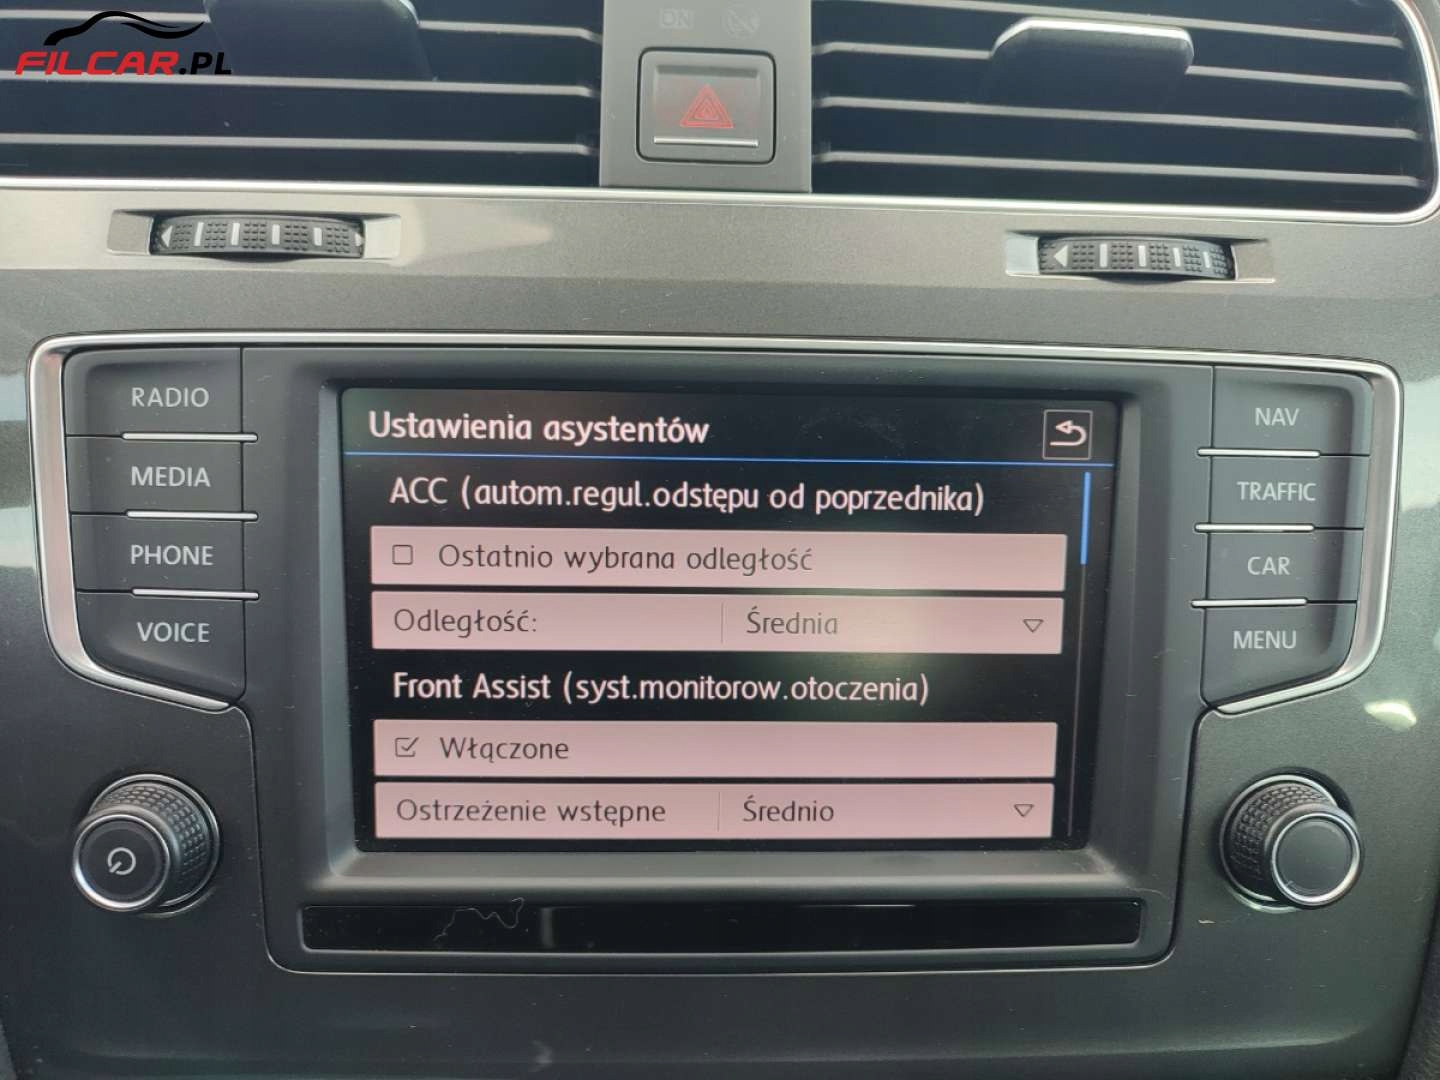 FILCAR.PL
RADIO
MEDIA
PHONE
VOICE
Ustawienia asystentów
ACC (autom.regul.odstępu od poprzednika)
Ostatnio wybrana odległość
Odległość: Średnia
Front Assist (syst.monitorow.otoczenia)
Włączone
Ostrzeżenie wstępne Średnio
NAV
TRAFFIC
CAR
MENU